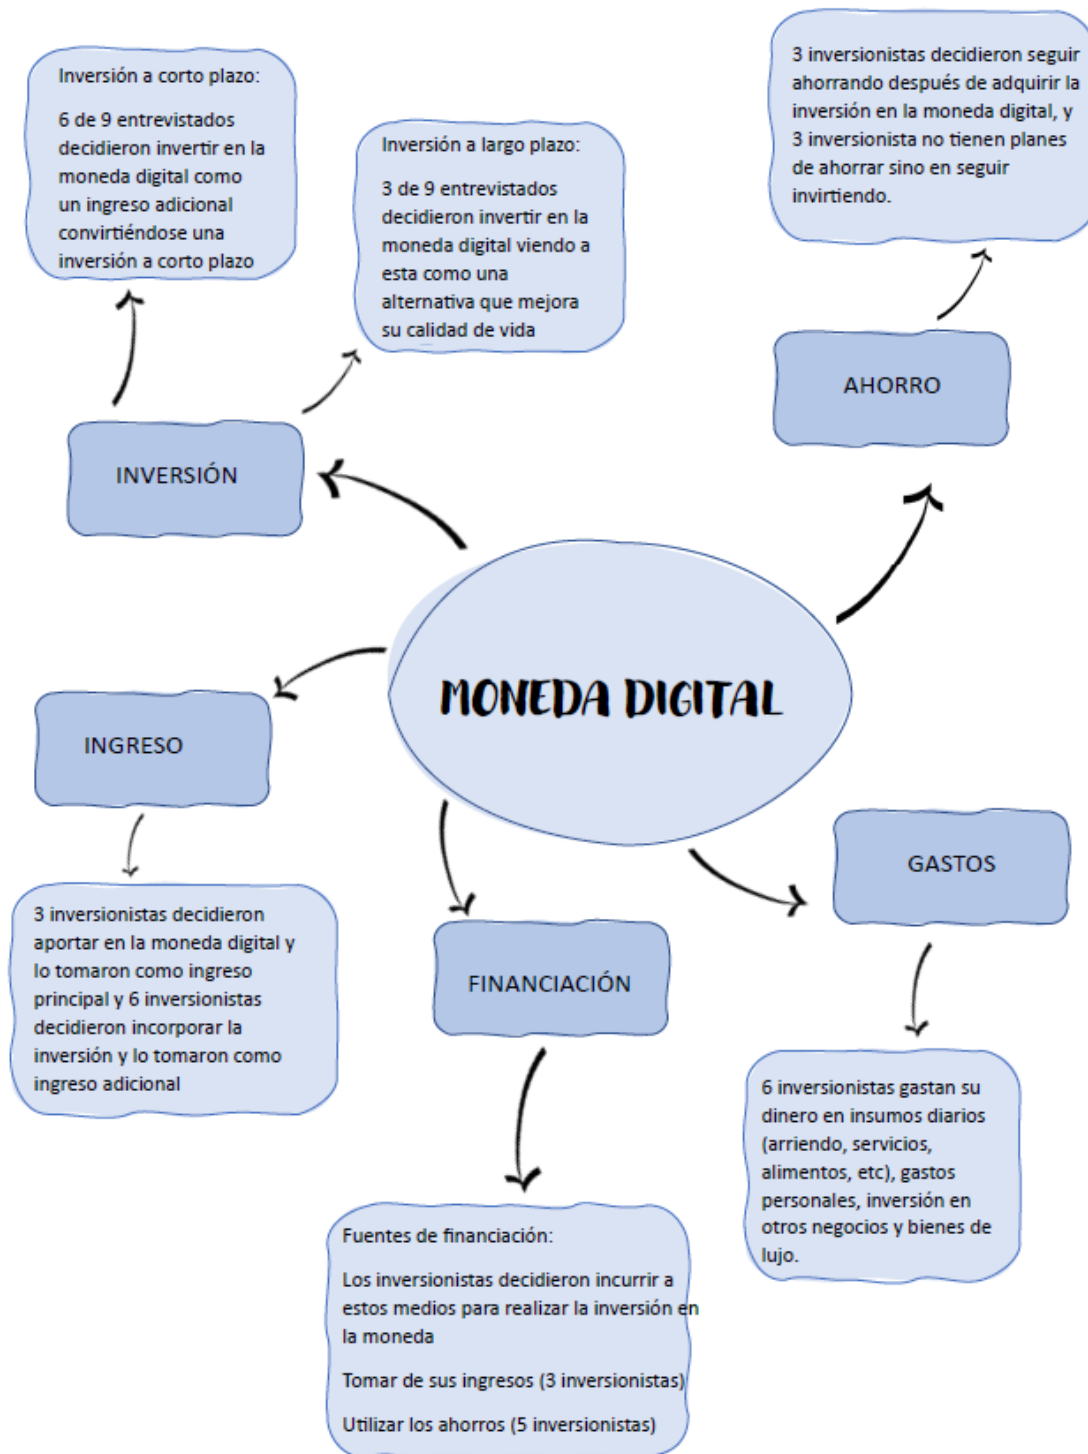 Inversión a corto plazo:
6 de 9 entrevistados
decidieron invertir en la
moneda digital como
un ingreso adicional
convirtiéndose una
inversión a corto plazo
Inversión a largo plazo:
3 de 9 entrevistados
decidieron invertir en la
moneda digital viendo a
esta como una
alternativa que mejora
su calidad de vida
3 inversionistas decidieron seguir
ahorrando después de adquirir la
inversión en la moneda digital, y
3 inversionista no tienen planes
de ahorrar sino en seguir
invirtiendo.
AHORRO
INVERSIÓN
MONEDA DIGITAL
INGRESO
GASTOS
FINANCIACIÓN
3 inversionistas decidieron
aportar en la moneda digital y
lo tomaron como ingreso
principal y 6 inversionistas
decidieron incorporar la
inversión y lo tomaron como
ingreso adicional
6 inversionistas gastan su
dinero en insumos diarios
(arriendo, servicios,
alimentos, etc), gastos
personales, inversión en
otros negocios y bienes de
lujo.
Fuentes de financiación:
Los inversionistas decidieron incurrir a
estos medios para realizar la inversión en
la moneda
Tomar de sus ingresos (3 inversionistas)
Utilizar los ahorros (5 inversionistas)